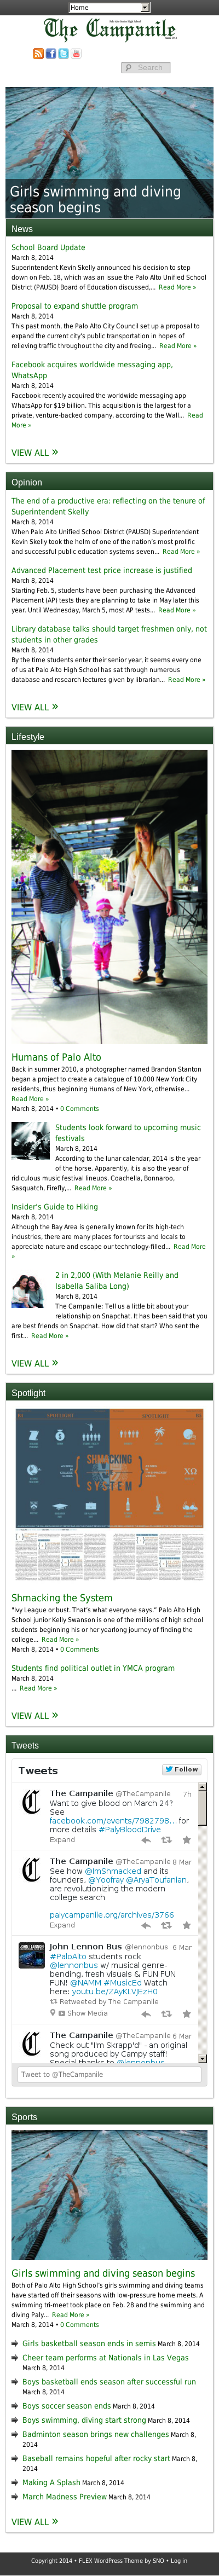 Home
The Campanile
Search
Girls swimming and diving
season begins
News
School Board Update
March 8, 2014
Superintendent Kevin Skelly announced his decision to step
down on Feb. 18, which was an issue the Palo Alto Unified School
District (PAUSD) Board of Education discussed,... Read More »
Proposal to expand shuttle program
March 8, 2014
This past month, the Palo Alto City Council set up a proposal to
expand the current city's public transportation in hopes of
relieving traffic throughout the city and freeing... Read More »
Facebook acquires worldwide messaging app,
WhatsApp
March 8, 2014
Facebook recently acquired the worldwide messaging app
WhatsApp for $19 billion. This acquisition is the largest for a
private, venture-backed company, according to the Wall... Read
More »
VIEW ALL »
Opinion
The end of a productive era: reflecting on the tenure of
Superintendent Skelly
March 8, 2014
When Palo Alto Unified School District (PAUSD) Superintendent
Kevin Skelly took the helm of one of the nation's most prolific
and successful public education systems seven... Read More »
Advanced Placement test price increase is justified
March 8, 2014
Starting Feb. 5, students have been purchasing the Advanced
Placement (AP) tests they are planning to take in May later this
year. Until Wednesday, March 5, most AP tests... Read More »
Library database talks should target freshmen only, not
students in other grades
March 8, 2014
By the time students enter their senior year, it seems every one
of us at Palo Alto High School has sat through numerous
database and research lectures given by librarian... Read More »
VIEW ALL »
Lifestyle
Humans of Palo Alto
Back in summer 2010, a photographer named Brandon Stanton
began a project to create a catalogue of 10,000 New York City
residents, thus beginning Humans of New York, otherwise...
Read More »
March 8, 2014 • 0 Comments
Students look forward to upcoming music
festivals
March 8, 2014
According to the lunar calendar, 2014 is the year
of the horse. Apparently, it is also the year of
ridiculous music festival lineups. Coachella, Bonnaroo,
Sasquatch, Firefly,... Read More »
Insider's Guide to Hiking
March 8, 2014
Although the Bay Area is generally known for its high-tech
industries, there are many places for tourists and locals to
appreciate nature and escape our technology-filled... Read More
»
2 in 2,000 (With Melanie Reilly and
Isabella Saliba Long)
March 8, 2014
The Campanile: Tell us a little bit about your
relationship on Snapchat. It has been said that you
are best friends on Snapchat. How did that start? Who sent the
first... Read More »
VIEW ALL »
Spotlight
SPOTLIGHT
SPOTLIGHT
SHMACKING
THE
SYSTEM
Shmacking the System
"Ivy League or bust. That's what everyone says." Palo Alto High
School junior Kelly Swanson is one of the millions of high school
students beginning his or her yearlong journey of finding the
college... Read More »
March 8, 2014 • 0 Comments
Students find political outlet in YMCA program
March 8, 2014
... Read More »
VIEW ALL »
Tweets
Tweets
Follow
The Campanile @TheCampanile 7h
Want to give blood on March 24?
See
facebook.com/events/7982798... for
more details #PalyBloodDrive
Expand
The Campanile @TheCampanile 8 Mar
See how @ImShmacked and its
founders, @Yoofray @AryaToufanian,
are revolutionizing the modern
college search
palycampanile.org/archives/3766
Expand
John Lennon Bus @lennonbus 6 Mar
#PaloAlto students rock
@lennonbus w/ musical genre-
bending, fresh visuals & FUN FUN
FUN! @NAMM #MusicEd Watch
here: youtu.be/ZAyKLVJEzH0
Retweeted by The Campanile
Show Media
The Campanile @TheCampanile 6 Mar
Check out "I'm Skrapp'd" - an original
song produced by Campy staff!
Special thanks to @lennonbus
Tweet to @TheCampanile
Sports
Girls swimming and diving season begins
Both of Palo Alto High School's girls swimming and diving teams
have started off their seasons with low-pressure home meets. A
swimming tri-meet took place on Feb. 28 and the swimming and
diving Paly... Read More »
March 8, 2014 • 0 Comments
Girls basketball season ends in semis March 8, 2014
Cheer team performs at Nationals in Las Vegas
March 8, 2014
Boys basketball ends season after successful run
March 8, 2014
Boys soccer season ends March 8, 2014
Boys swimming, diving start strong March 8, 2014
Badminton season brings new challenges March 8,
2014
Baseball remains hopeful after rocky start March 8,
2014
Making A Splash March 8, 2014
March Madness Preview March 8, 2014
VIEW ALL »
Copyright 2014 • FLEX WordPress Theme by SNO • Log in